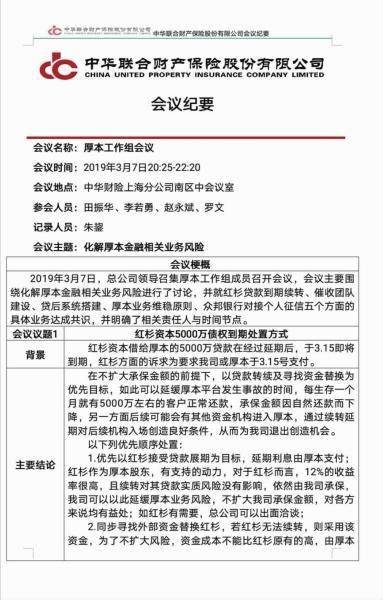 中华联合财产保险股份有限公司 中华联合财产保险股份有限公司会议纪要
中华联合财产保险股份有限公司
CHINA UNITED PROPERTY INSURANCE COMPANY LIMITED
会议纪要
会议名称：厚本工作组会议
会议时间：2019年3月7日20:25-22:20
会议地点：中华财险上海分公司南区中会议室
参会人员：田振华、李若勇、赵永斌、罗文
记录人员：朱鋆
会议主题：化解厚本金融相关业务风险
会议梗概
2019年3月7日，总公司领导召集厚本工作组成员召开会议，会议主要围
绕化解厚本金融相关业务风险进行了讨论，并就红杉贷款到期续转、催收团队
建设、贷后系统搭建、厚本业务维稳原则、众邦银行对接个人征信五个方面的
具体业务达成共识，并明确了相关责任人与时间节点。
会议议题1 红杉资本5000万债权到期处置方式
背景
红杉资本借给厚本的5000万贷款在经过延期后，于3.15即将
到期，红杉方面的诉求为要求我司或厚本于3.15号支付。
主要结论
在不扩大承保金额的前提下，以贷款转续及寻找资金替换为
优先目标，如此可以延缓厚本平台发生事故的时间，每生存一个
月就有5000万左右的客户正常还款，承保金额因自然还款而下
降，另一方面后续可能会有其他资金机构进入厚本，通过续转延
期对后续机构入场创造良好条件，从而为我司退出创造机会。
以下列优先顺序处置：
1.优先以红杉接受贷款展期为目标，延期利息由厚本支付；
红杉作为厚本股东，有支持的动力，对于红杉而言，12%的收益
率很高，且续转对其贷款实质风险没有影响，依然由我司承保，
我司可以以此延缓厚本业务风险，不扩大我司承保金额，对各方
来说均有益处；如红杉有需要，总公司可以出面洽谈；
2.同步寻找外部资金替换红杉，若红杉无法续转，则采用该
资金，为了不扩大风险，资金成本不能比红杉原有的高，由厚本